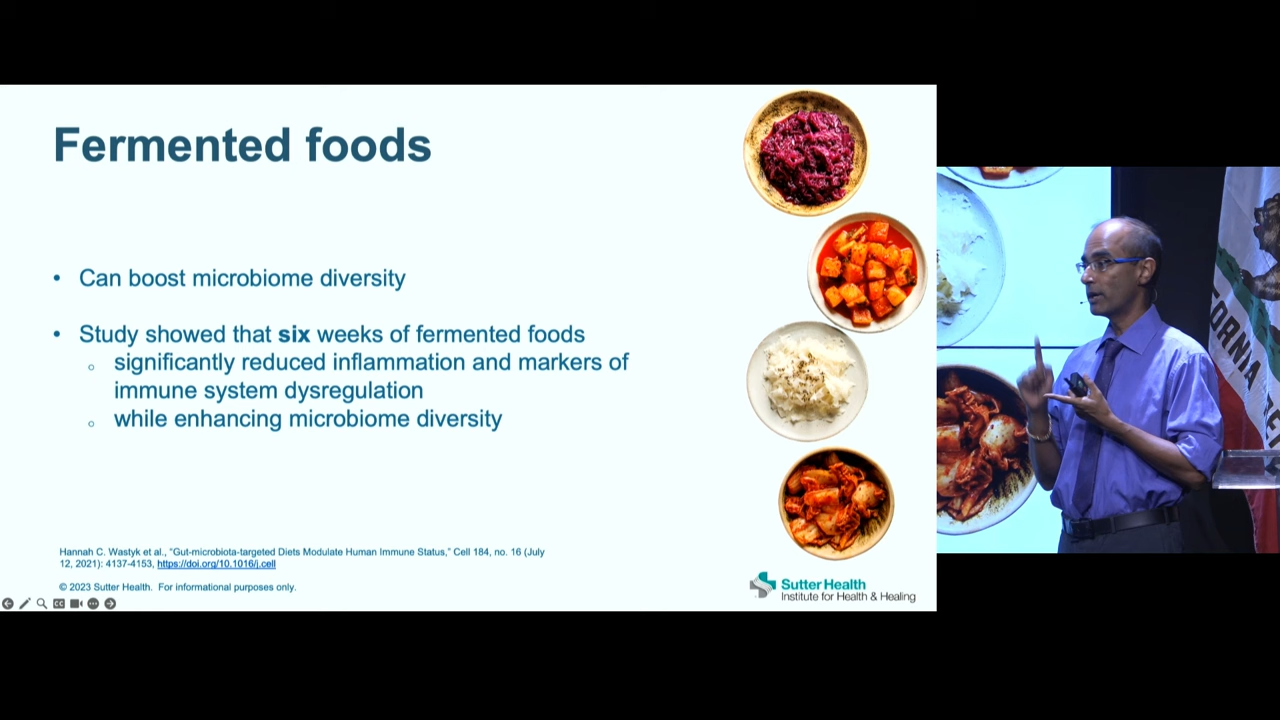 Fermented foods
• Can boost microbiome diversity
• Study showed that six weeks of fermented foods
○ significantly reduced inflammation and markers of
immune system dysregulation
○ while enhancing microbiome diversity
Hannah C. Wastyk et al., “Gut-microbiota-targeted Diets Modulate Human Immune Status,” Cell 184, no. 16 (July
12, 2021): 4137-4153, https://doi.org/10.1016/j.cell
© 2023 Sutter Health. For informational purposes only.
CC
Sutter Health
Institute for Health & Healing